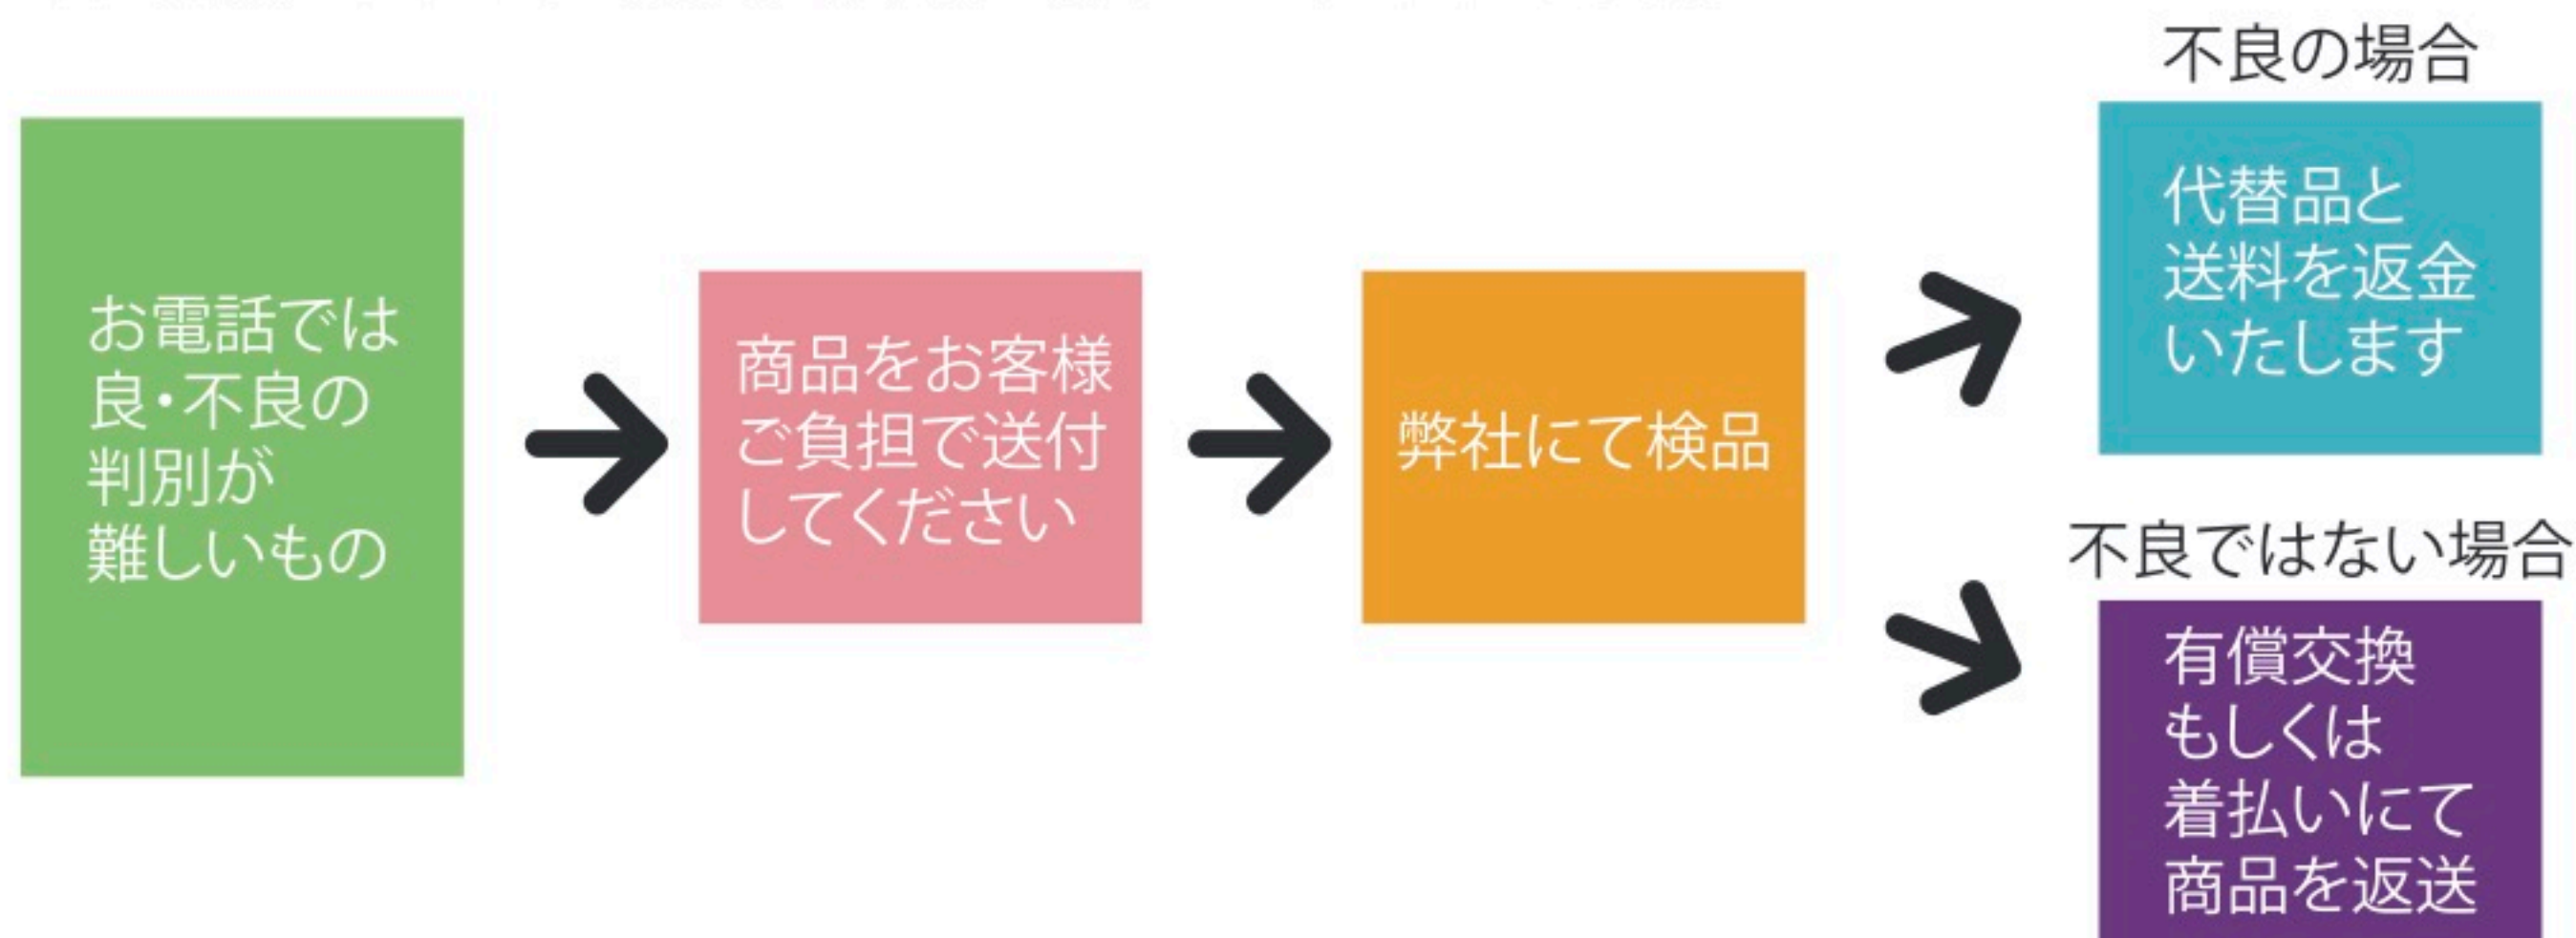 お電話では
良・不良の
判別が
難しいもの
商品をお客様
ご負担で送付
してください
弊社にて検品
不良の場合
代替品と
送料を返金
いたします
不良ではない場合
有償交換
もしくは
着払いにて
商品を返送